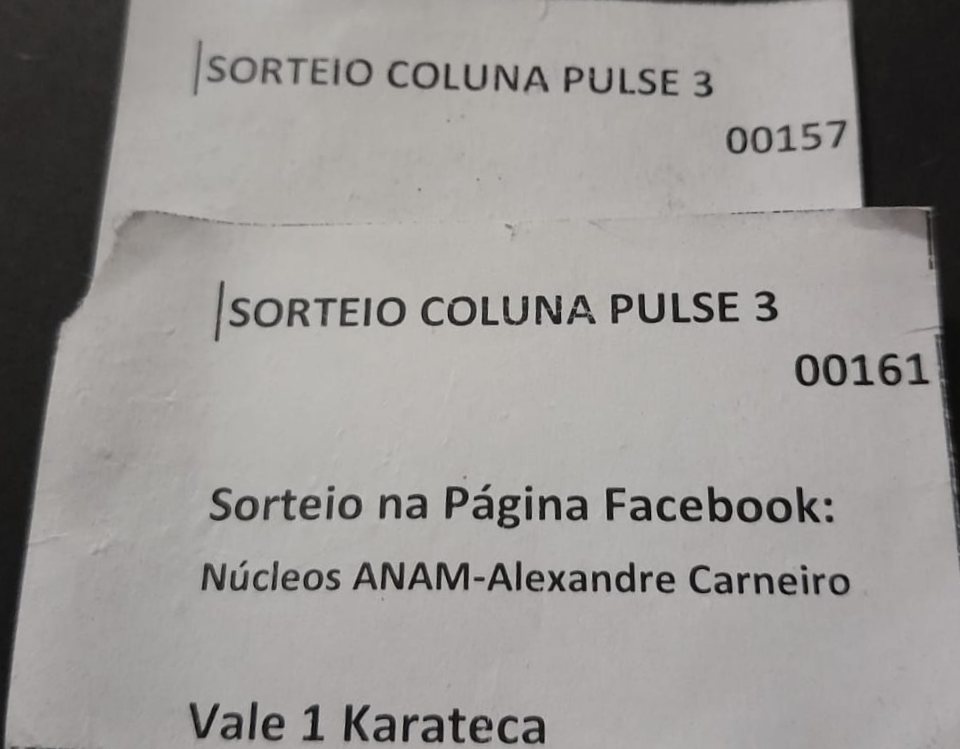 SORTEIO COLUNA PULSE 3
00157
SORTEIO COLUNA PULSE 3
00161
Sorteio na Página Facebook:
Núcleos ANAM-Alexandre Carneiro
Vale 1 Karateca